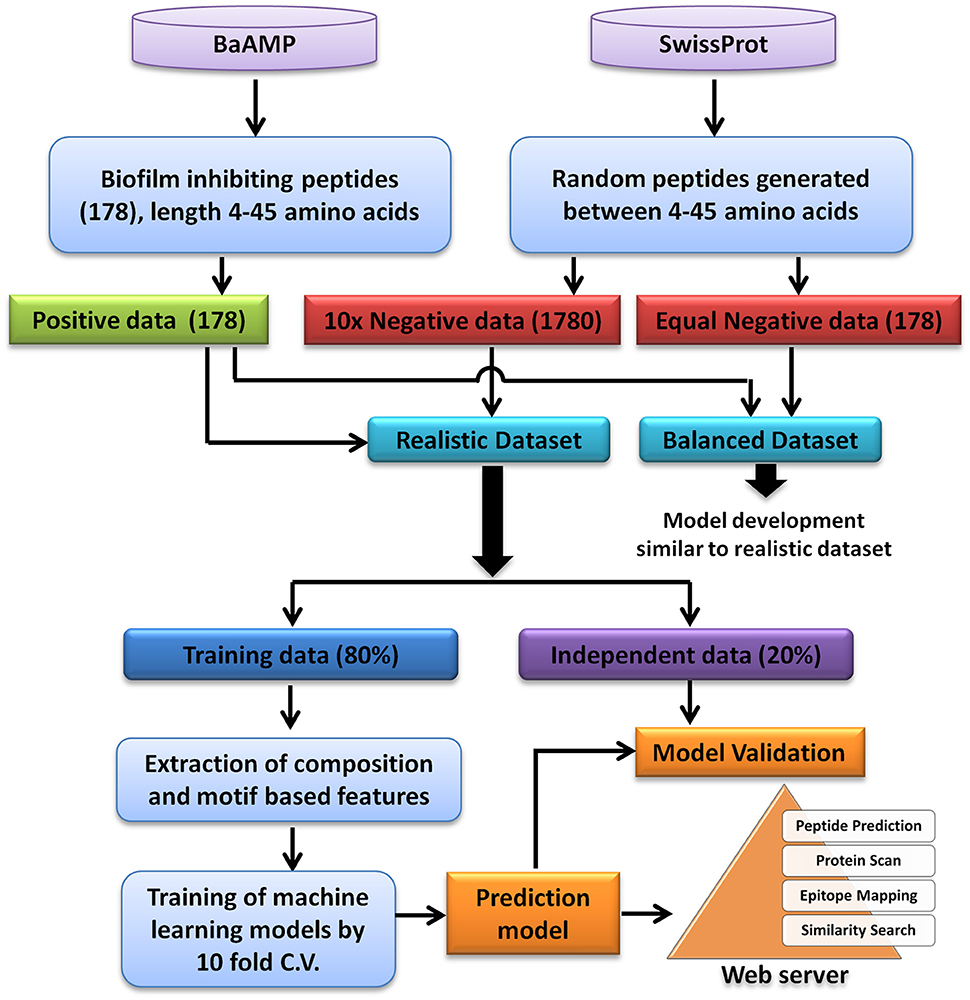 BaAMP
SwissProt
Biofilm inhibiting peptides
(178), length 4-45 amino acids
Random peptides generated
between 4-45 amino acids
Positive data (178)
10x Negative data (1780)
Equal Negative data (178)
Realistic Dataset
Balanced Dataset
Model development
similar to realistic dataset
Training data (80%)
Independent data (20%)
Extraction of composition
and motif based features
Model Validation
Training of machine
learning models by
10 fold C.V.
Prediction
model
Peptide Prediction
Protein Scan
Epitope Mapping
Similarity Search
Web server